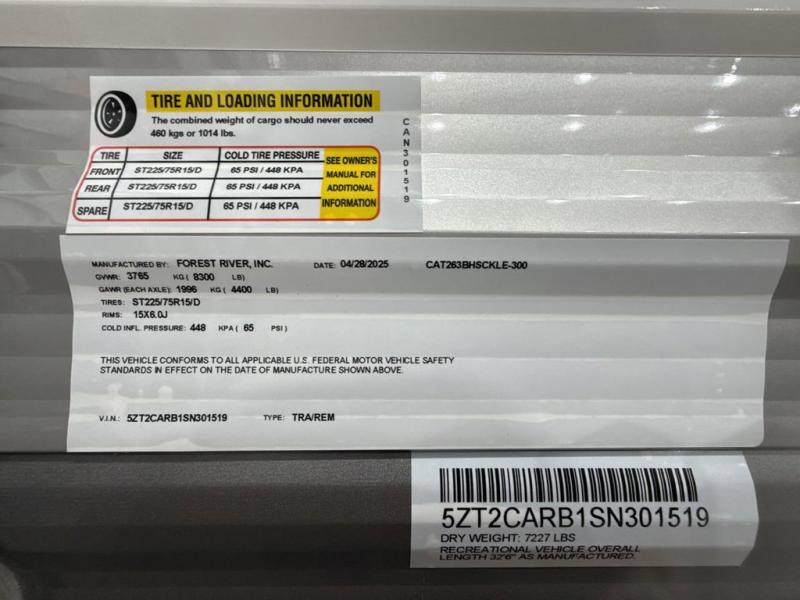 TIRE AND LOADING INFORMATION
The combined weight of cargo should never exceed
460 kgs or 1014 lbs.
CAN301519
TIRE SIZE COLD TIRE PRESSURE SEE OWNER'S MANUAL FOR ADDITIONAL INFORMATION
FRONT ST225/75R15/D 65 PSI / 448 KPA
REAR ST225/75R15/D 65 PSI / 448 KPA
SPARE ST225/75R15/D 65 PSI / 448 KPA
MANUFACTURED BY: FOREST RIVER, INC. DATE: 04/28/2025 CAT263BHSCKLE-300
GVWR: 3765 KG ( 8300 LB)
GAWR (EACH AXLE): 1996 KG ( 4400 LB)
TIRES: ST225/75R15/D
RIMS: 15X6.0J
COLD INFL. PRESSURE: 448 KPA ( 65 PSI )
THIS VEHICLE CONFORMS TO ALL APPLICABLE U.S. FEDERAL MOTOR VEHICLE SAFETY
STANDARDS IN EFFECT ON THE DATE OF MANUFACTURE SHOWN ABOVE.
V.I.N.: 5ZT2CARB1SN301519 TYPE: TRA/REM
5ZT2CARB1SN301519
DRY WEIGHT: 7227 LBS
RECREATIONAL VEHICLE OVERALL
LENGTH 32'6" AS MANUFACTURED.